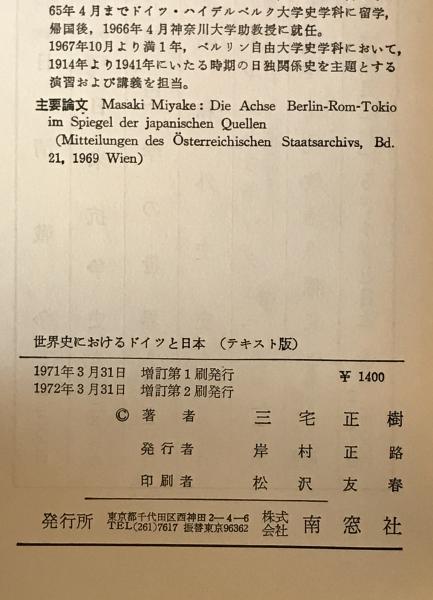 65年4月までドイツ・ハイデルベルク大学史学科に留学,
帰国後, 1966年4月神奈川大学助教授に就任。
1967年10月より満1年, ベルリン自由大学史学科において,
1914年より1941年にいたる時期の日独関係史を主題とする
演習および講義を担当。
主要論文 Masaki Miyake: Die Achse Berlin-Rom-Tokio
im Spiegel der japanischen Quellen
(Mitteilungen des Österreichischen Staatsarchivs, Bd.
21, 1969 Wien)
世界史におけるドイツと日本 (テキスト版)
1971年3月31日 増訂第1刷発行 ¥ 1400
1972年3月31日 増訂第2刷発行
© 著者 三宅正樹
発行者 岸村正路
印刷者 松沢友春
発行所 東京都千代田区西神田2-4-6 株式会社 南窓社
TEL(261)7617 振替東京96362